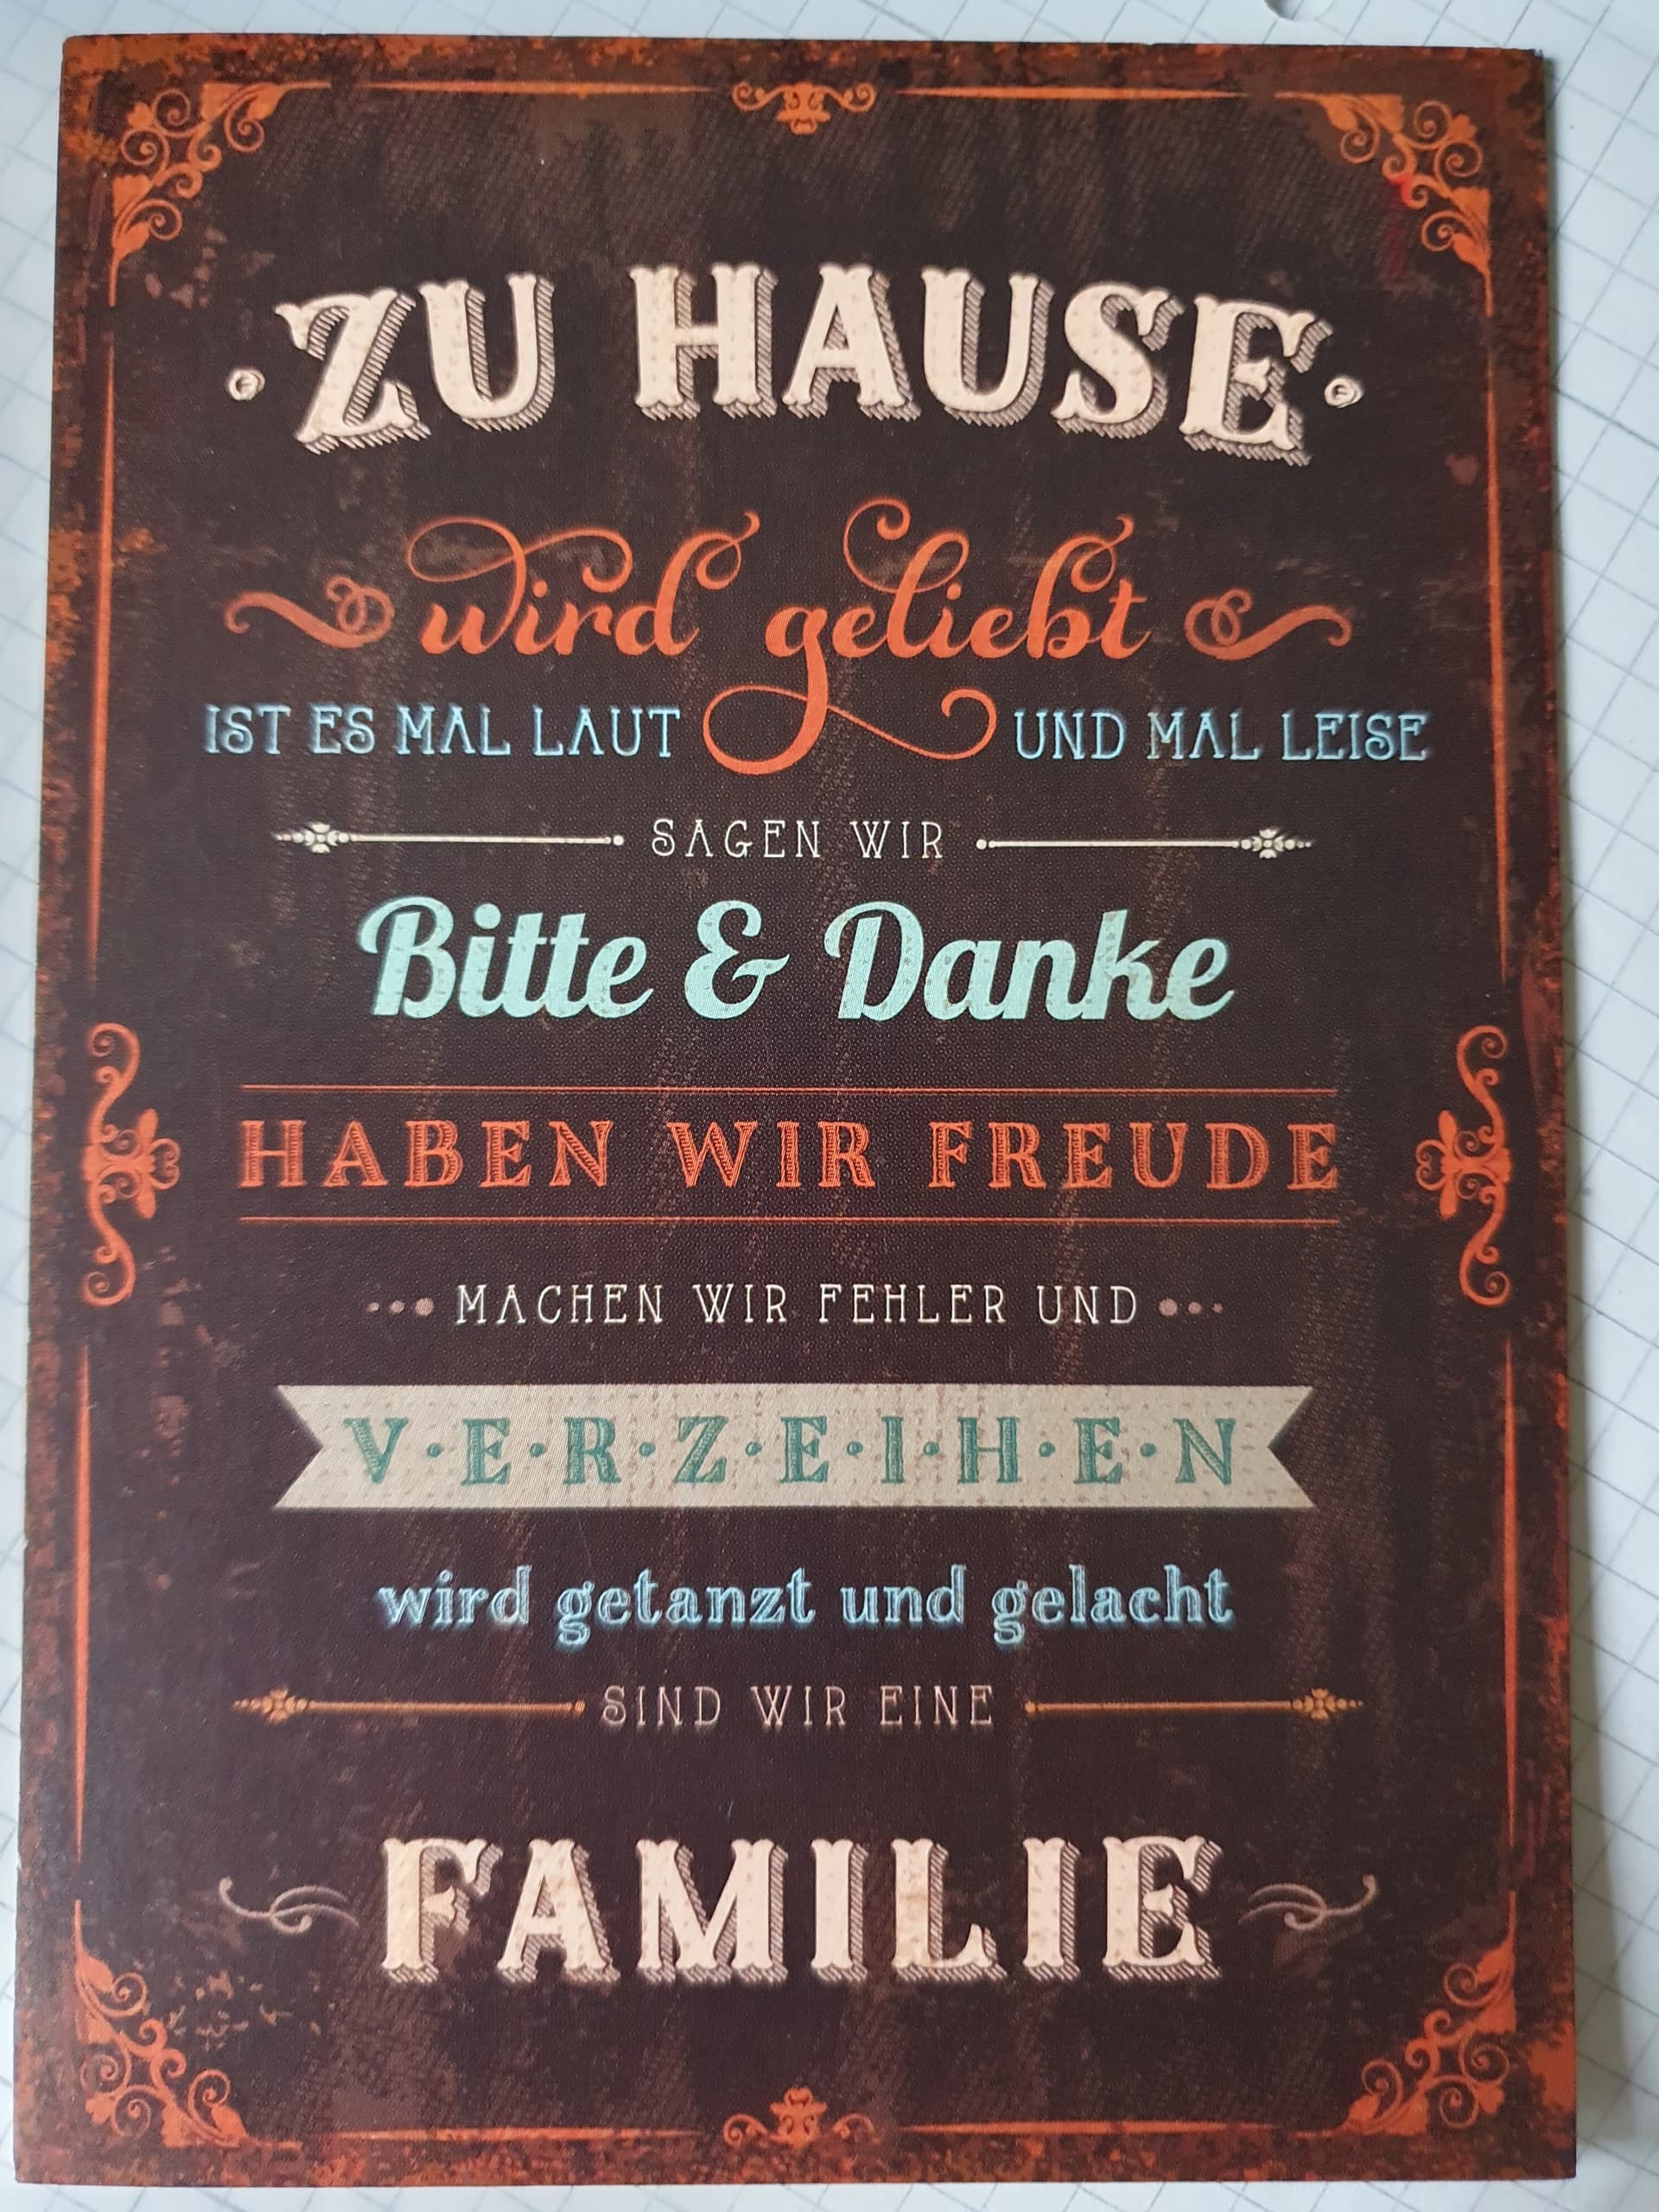 ZU HAUSE
wird geliebt
IST ES MAL LAUT UND MAL LEISE
SAGEN WIR
Bitte & Danke
HABEN WIR FREUDE
MACHEN WIR FEHLER UND
V·E·R·Z·E·I·H·E·N
wird getanzt und gelacht
SIND WIR EINE
FAMILIE